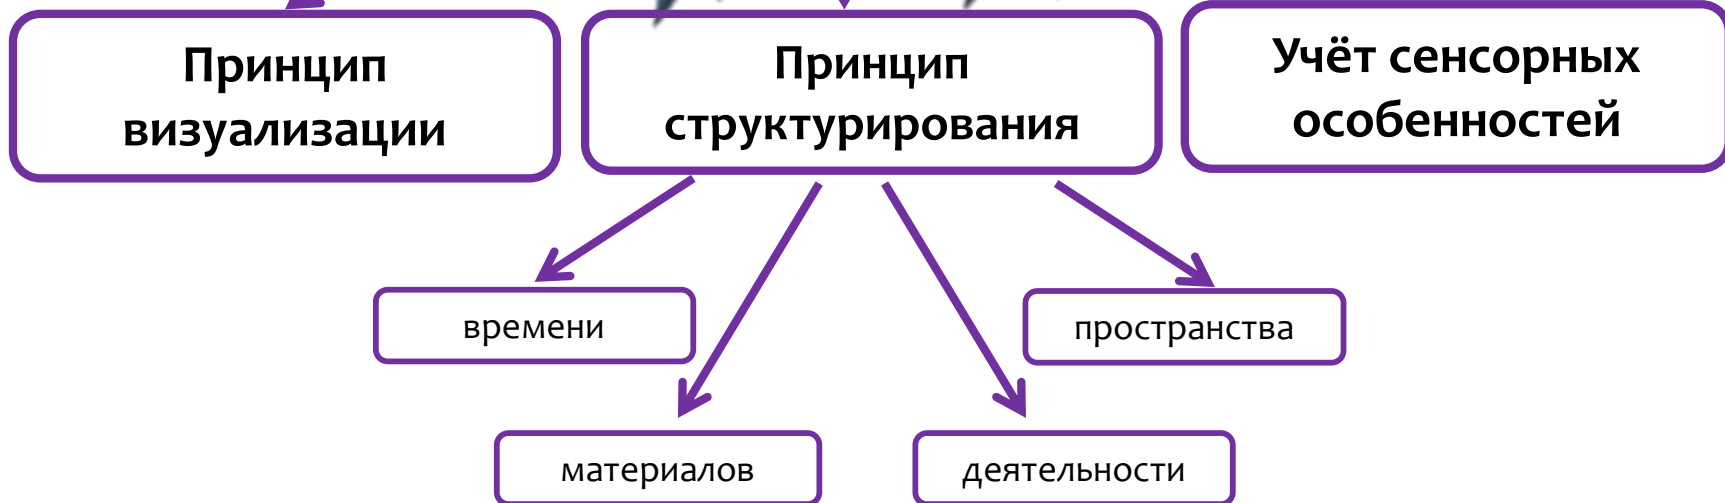 Принцип
визуализации
Принцип
структурирования
Учёт сенсорных
особенностей
времени
пространства
материалов
деятельности